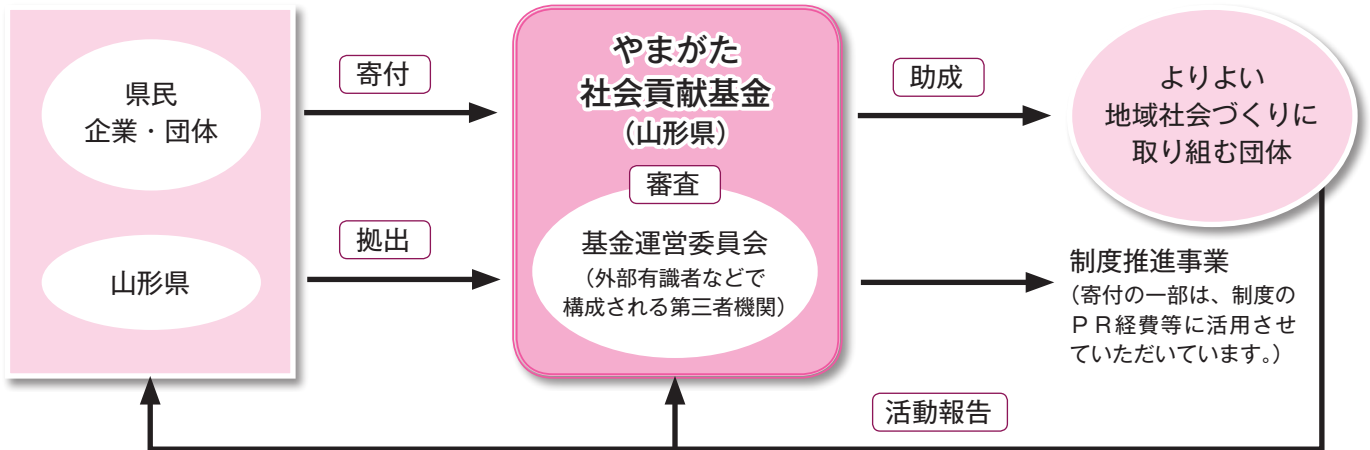 県民
企業・団体
山形県
寄付
拠出
やまがた
社会貢献基金
（山形県）
審査
基金運営委員会
（外部有識者などで
構成される第三者機関）
助成
よりよい
地域社会づくりに
取り組む団体
制度推進事業
（寄付の一部は、制度の
ＰＲ経費等に活用させ
ていただいています。）
活動報告